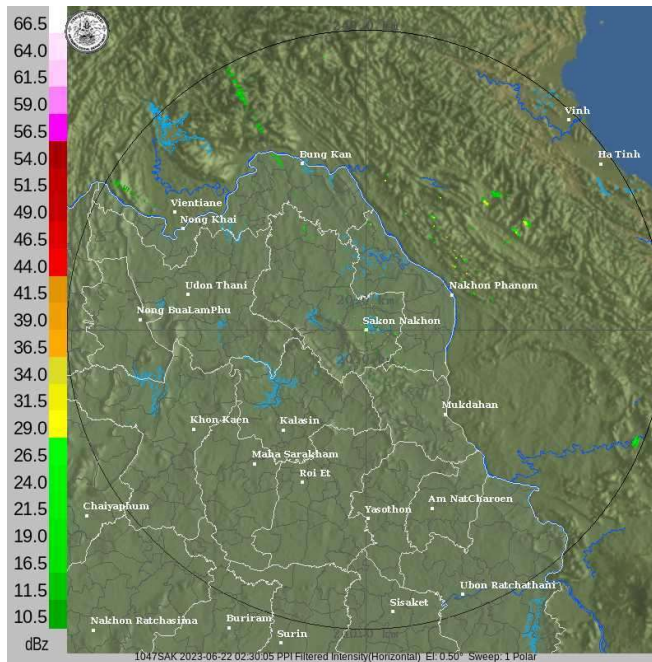 66.5
64.0
61.5
59.0
56.5
54.0
51.5
49.0
46.5
44.0
41.5
39.0
36.5
34.0
31.5
29.0
26.5
24.0
21.5
19.0
16.5
11.5
10.5
dBz
Vinh
Ha Tinh
Bung Kan
Vientiane
Nong Khai
Udon Thani
Nakhon Phanom
Nong BuaLamPhu
Sakon Nakhon
Mukdahan
Khon Kaen
Kalasin
Maha Sarakham
Roi Et
Chaiyaphum
Yasothon
Am NatCharoen
Ubon Ratchathani
Sisaket
Nakhon Ratchasima
Buriram
Surin
1047SAK 2023-06-22 02:30:05 PPI Filtered Intensity(Horizontal) El: 0.50° Sweep: 1 Polar